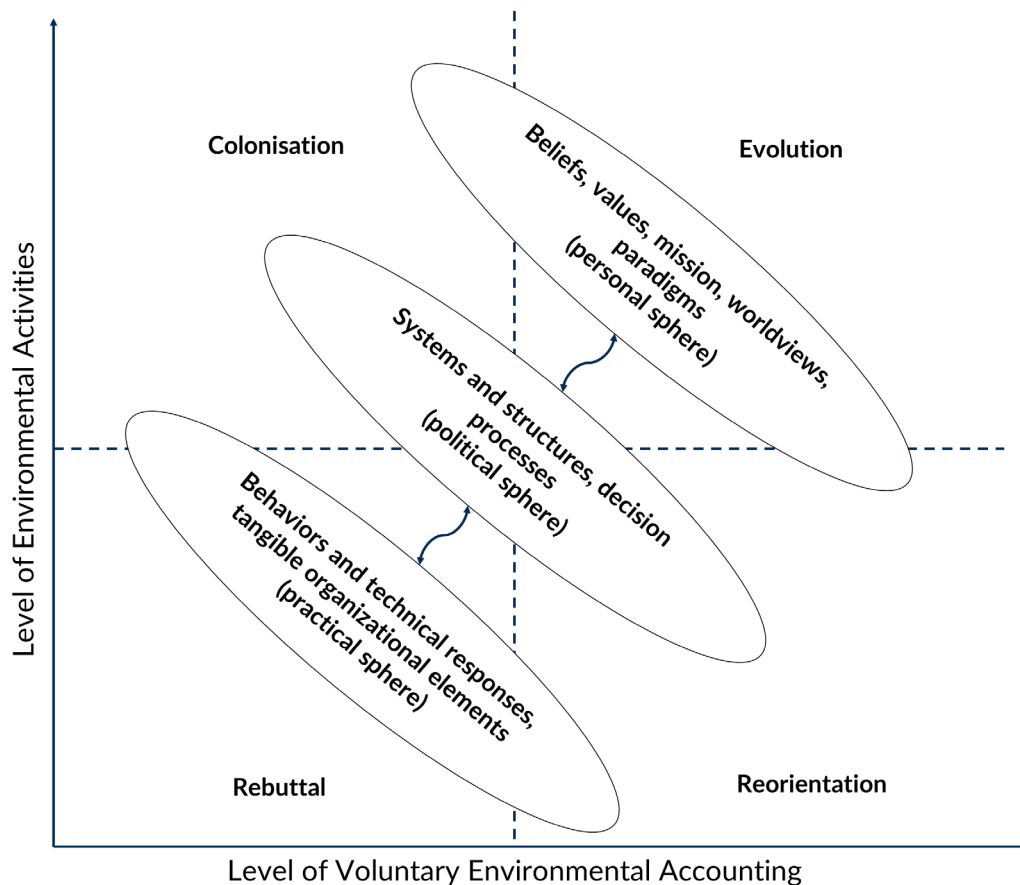 Colonisation
Evolution
Beliefs, values, mission, worldviews,
paradigms
(personal sphere)
Systems and structures, decision
processes
(political sphere)
Behaviors and technical responses,
tangible organizational elements
(practical sphere)
Rebuttal
Reorientation
Level of Environmental Activities
Level of Voluntary Environmental Accounting